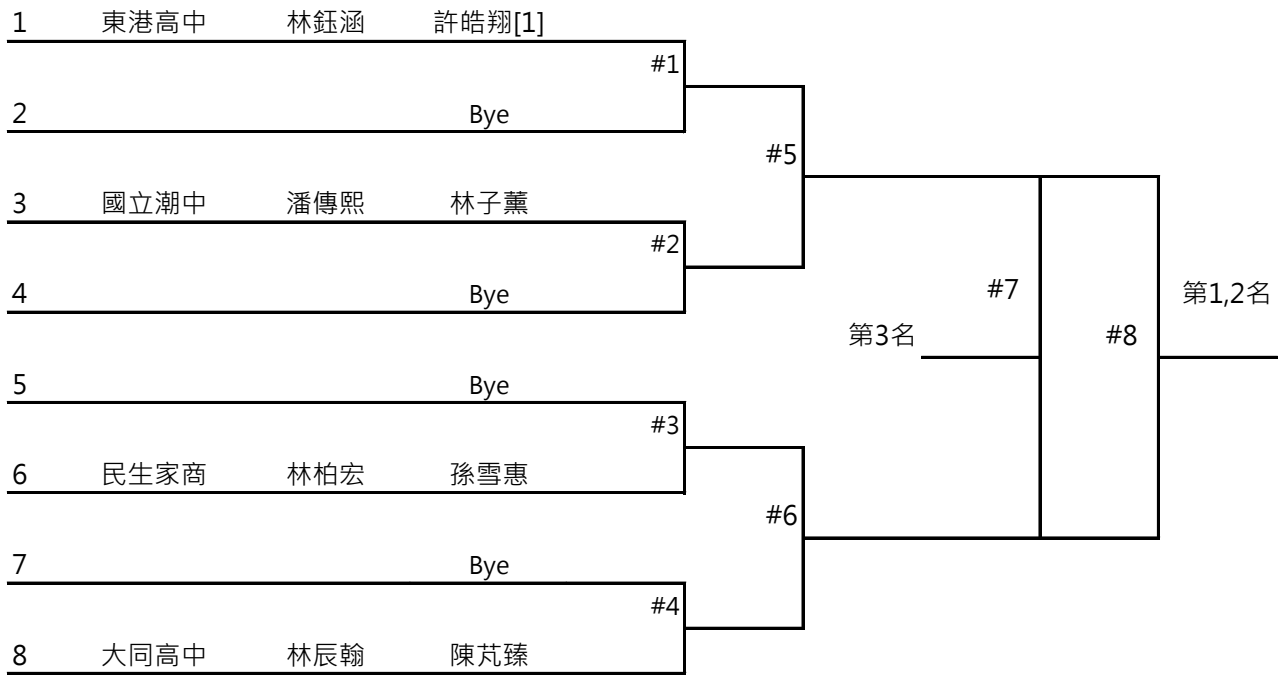 1 東港高中 林鈺涵 許皓翔[1]
#1
2 Bye
#5
3 國立潮中 潘傳熙 林子薰
#2
4 Bye
#7 第1,2名
第3名 #8
5 Bye
#3
6 民生家商 林柏宏 孫雪惠
#6
7 Bye
#4
8 大同高中 林辰翰 陳芃臻